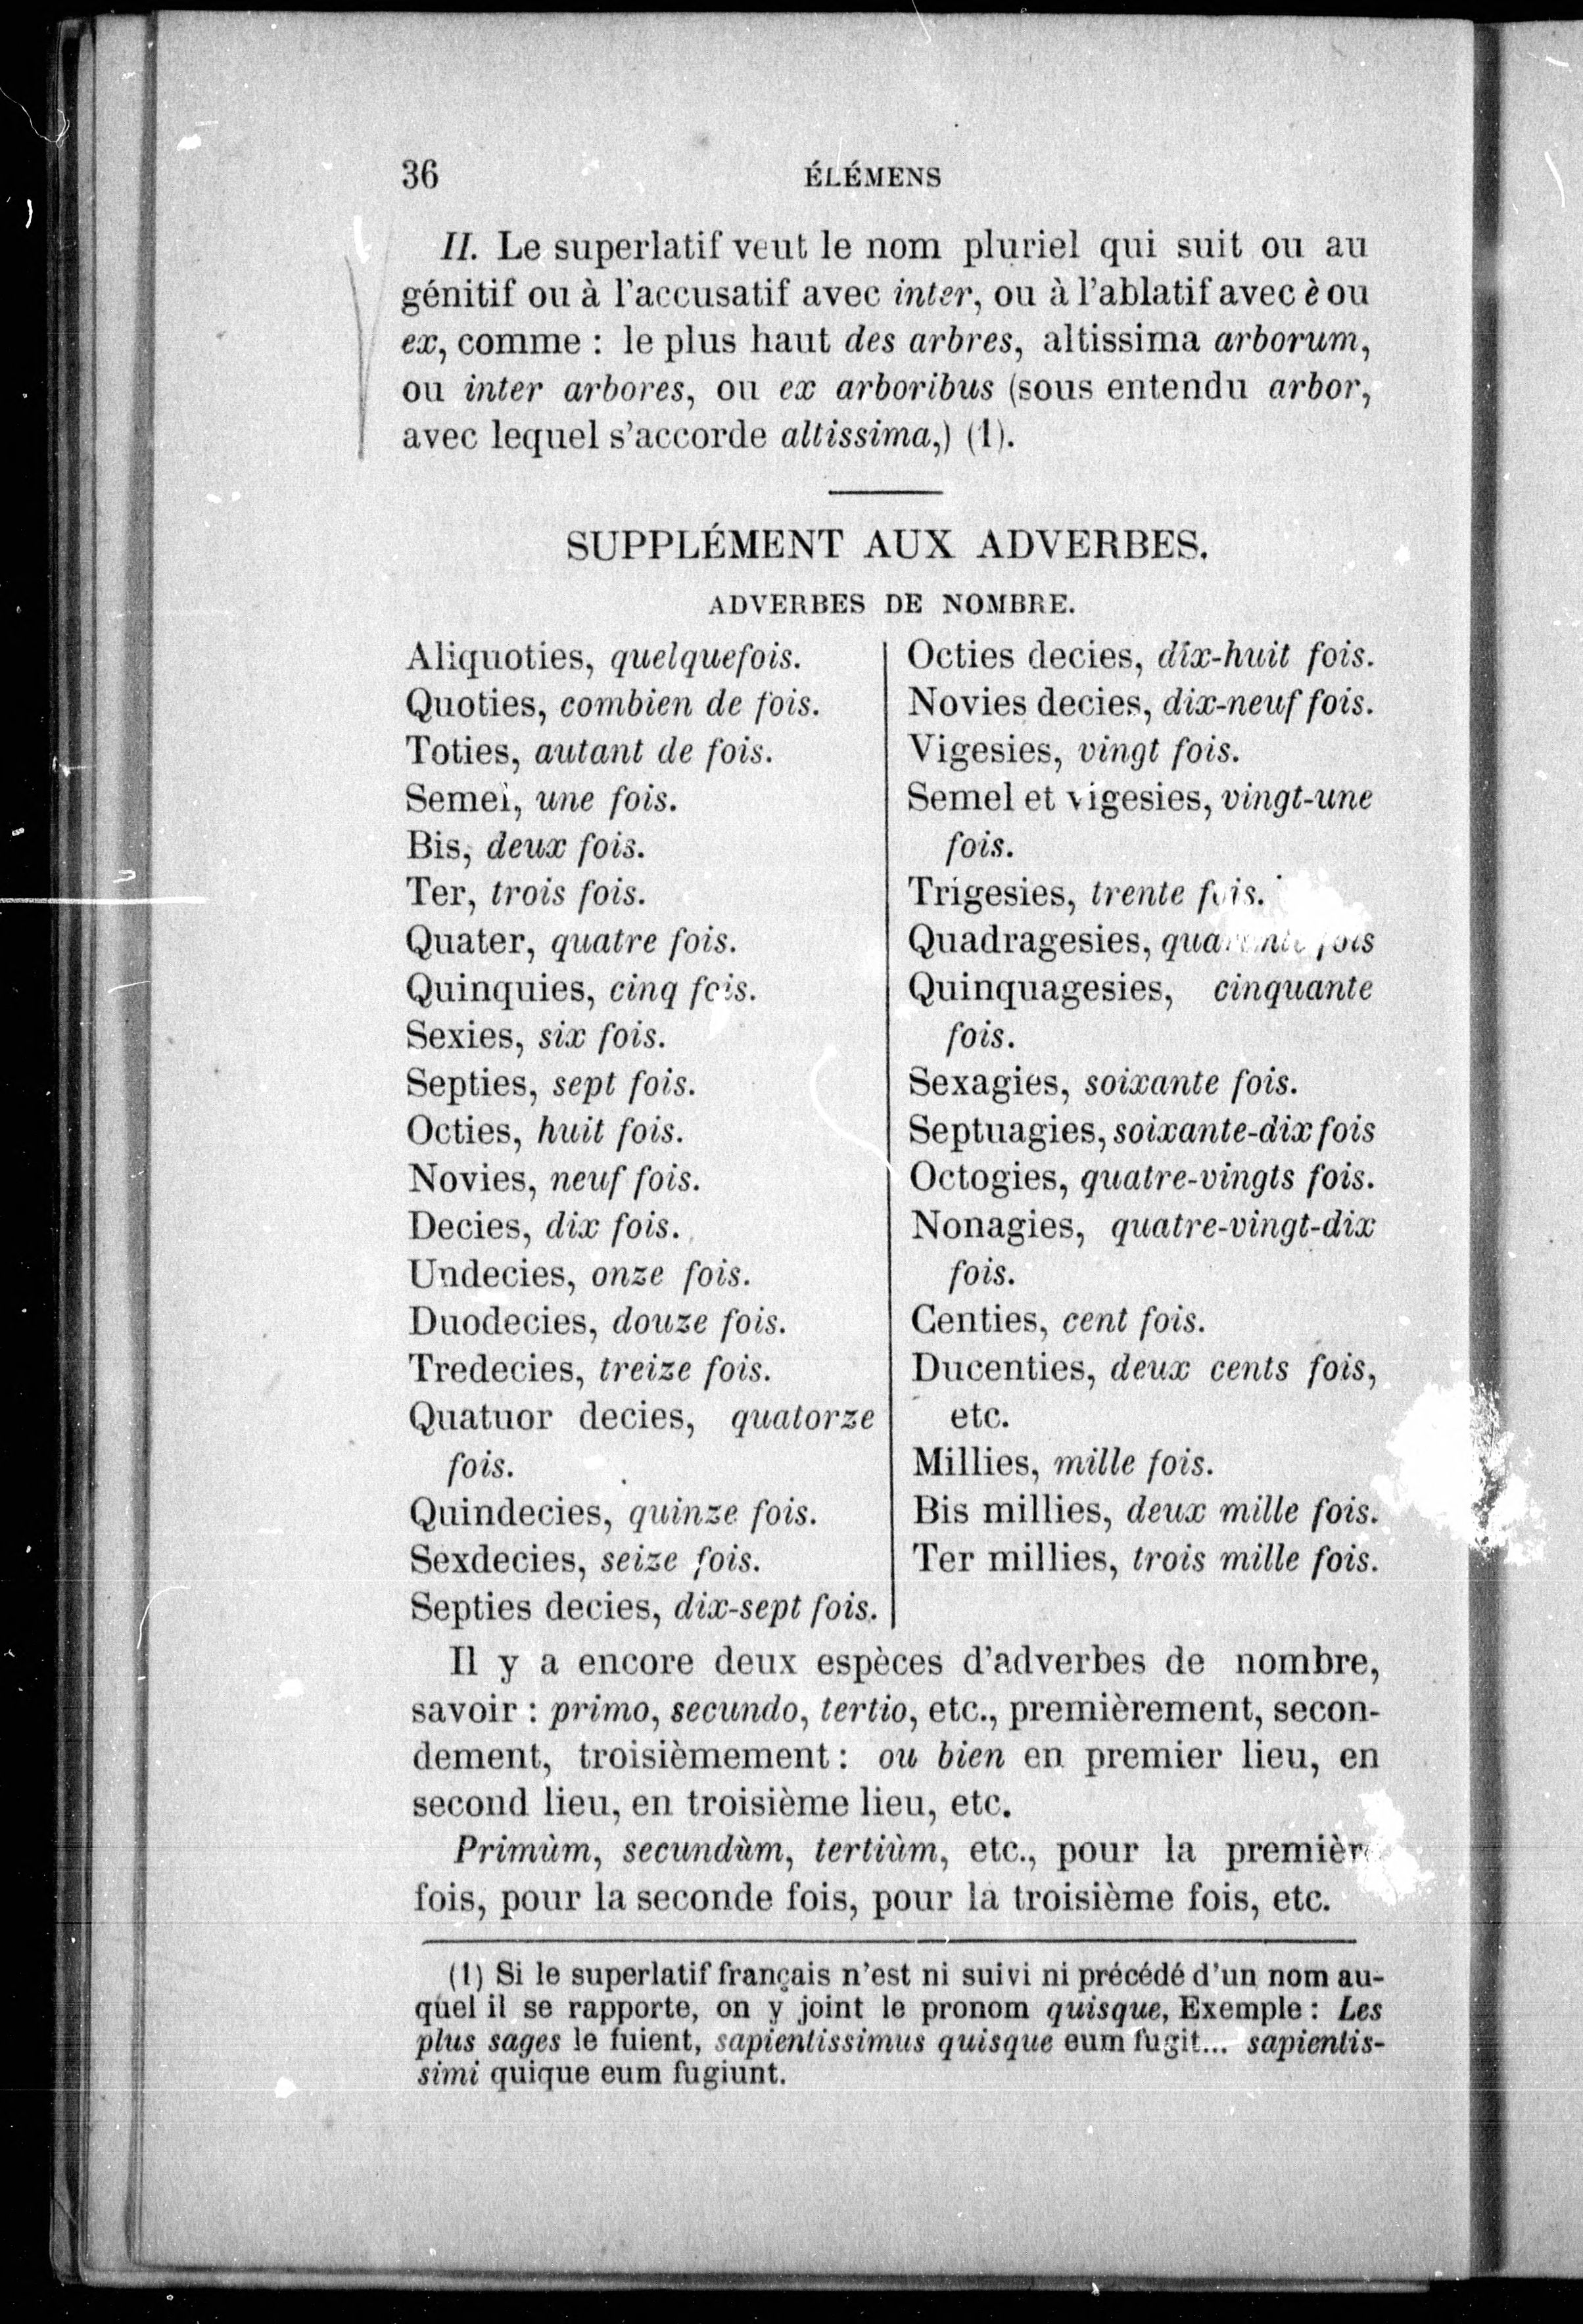 36 ÉLÉMENS
II. Le superlatif veut le nom pluriel qui suit ou au
génitif ou à l'accusatif avec inter, ou à l'ablatif avec è ou
ex, comme : le plus haut des arbres, altissima arborum,
ou inter arbores, ou ex arboribus (sous entendu arbor,
avec lequel s'accorde altissima,) (1).
SUPPLÉMENT AUX ADVERBES.
ADVERBES DE NOMBRE.
Aliquoties, quelquefois.
Quoties, combien de fois.
Toties, autant de fois.
Semel, une fois.
Bis, deux fois.
Ter, trois fois.
Quater, quatre fois.
Quinquies, cinq fois.
Sexies, six fois.
Septies, sept fois.
Octies, huit fois.
Novies, neuf fois.
Decies, dix fois.
Undecies, onze fois.
Duodecies, douze fois.
Tredecies, treize fois.
Quatuor decies, quatorze
fois.
Quindecies, quinze fois.
Sexdecies, seize fois.
Septies decies, dix-sept fois.
Octies decies, dix-huit fois.
Novies decies, dix-neuf fois.
Vigesies, vingt fois.
Semel et vigesies, vingt-une
fois.
Trigesies, trente fois.
Quadragesies, quarante fois
Quinquagesies, cinquante
fois.
Sexagies, soixante fois.
Septuagies, soixante-dix fois
Octogies, quatre-vingts fois.
Nonagies, quatre-vingt-dix
fois.
Centies, cent fois.
Ducenties, deux cents fois,
etc.
Millies, mille fois.
Bis millies, deux mille fois.
Ter millies, trois mille fois.
Il y a encore deux espèces d'adverbes de nombre,
savoir : primo, secundo, tertio, etc., premièrement, secon-
dement, troisièmement : ou bien en premier lieu, en
second lieu, en troisième lieu, etc.
Primùm, secundùm, tertiùm, etc., pour la première
fois, pour la seconde fois, pour la troisième fois, etc.
(1) Si le superlatif français n'est ni suivi ni précédé d'un nom au-
quel il se rapporte, on y joint le pronom quisque, Exemple : Les
plus sages le fuient, sapientissimus quisque eum fugit... sapientis-
simi quique eum fugiunt.